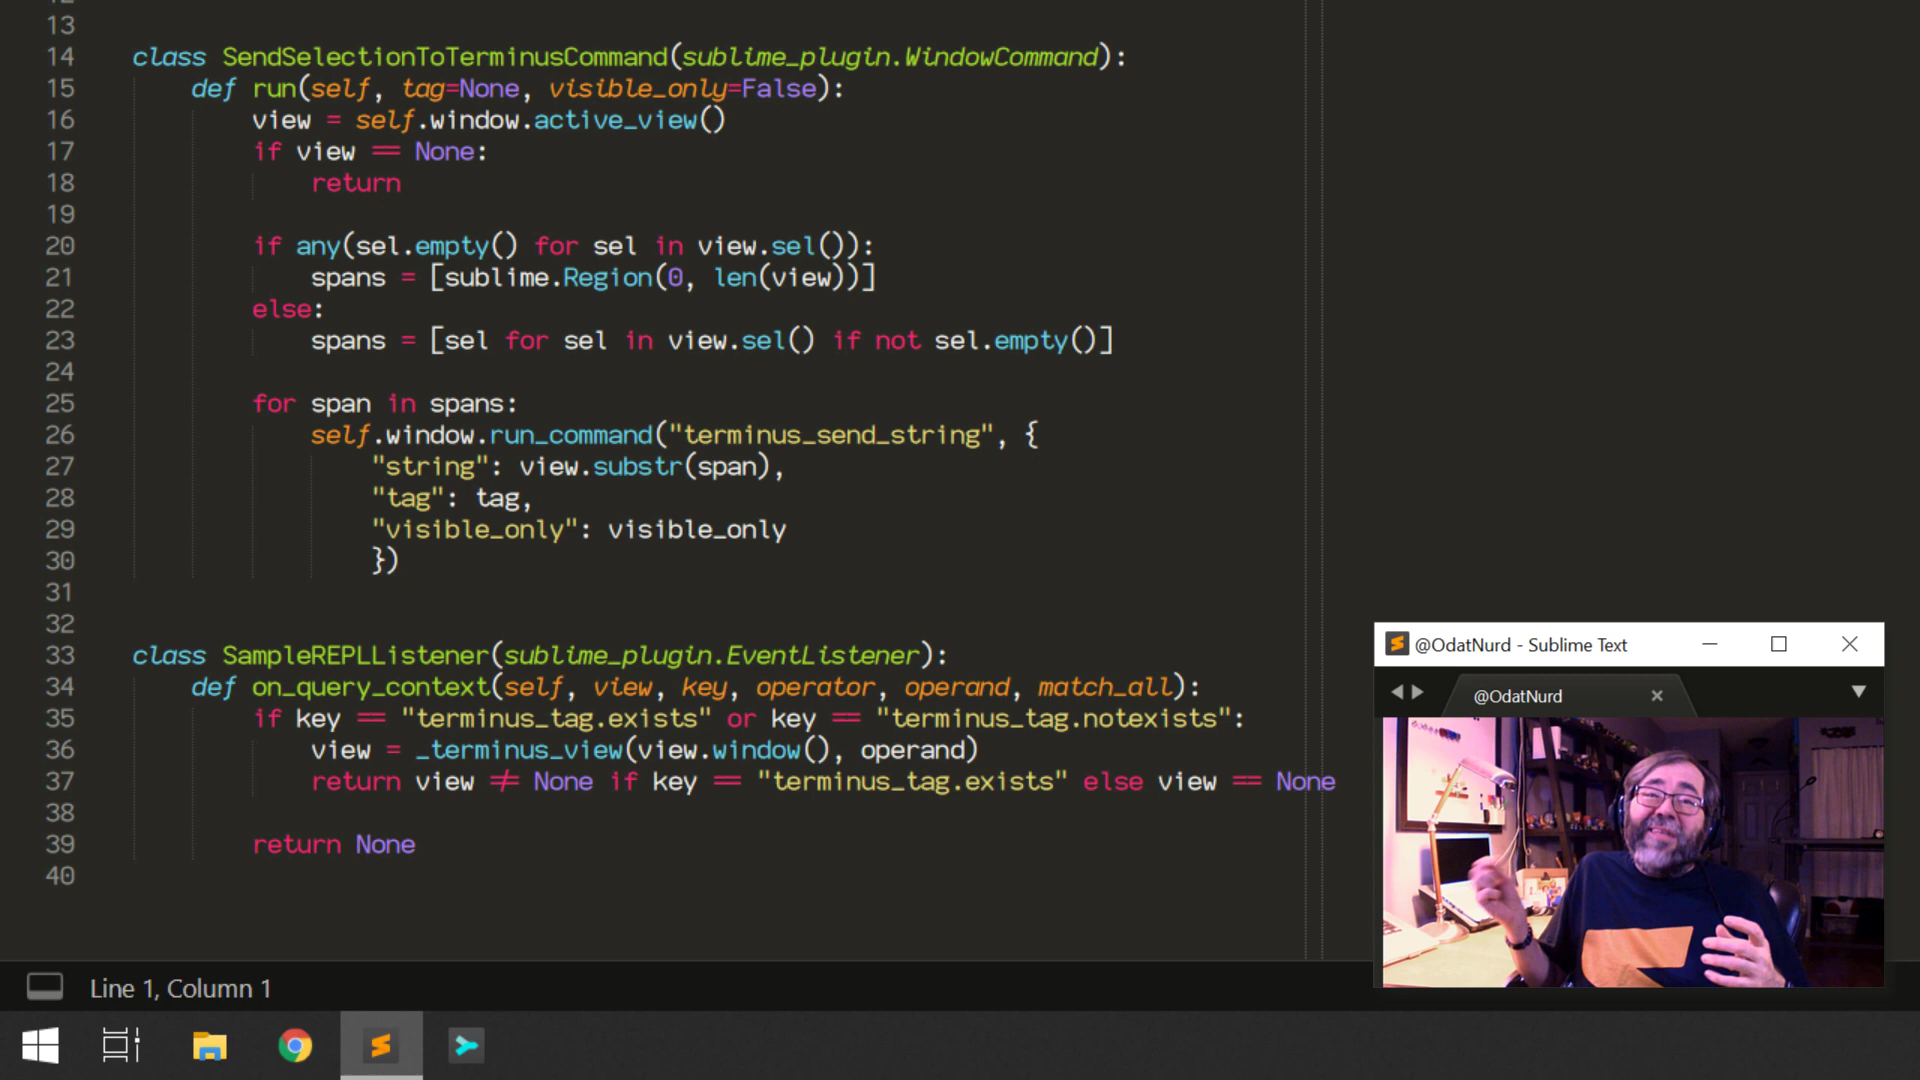 13
14 class SendSelectionToTerminusCommand(sublime_plugin.WindowCommand):
15 def run(self, tag=None, visible_only=False):
16 view = self.window.active_view()
17 if view == None:
18 return
19
20 if any(sel.empty() for sel in view.sel()):
21 spans = [sublime.Region(0, len(view))]
22 else:
23 spans = [sel for sel in view.sel() if not sel.empty()]
24
25 for span in spans:
26 self.window.run_command("terminus_send_string", {
27 "string": view.substr(span),
28 "tag": tag,
29 "visible_only": visible_only
30 })
31
32
33 class SampleREPLListener(sublime_plugin.EventListener):
34 def on_query_context(self, view, key, operator, operand, match_all):
35 if key == "terminus_tag.exists" or key == "terminus_tag.notexists":
36 view = _terminus_view(view.window(), operand)
37 return view != None if key == "terminus_tag.exists" else view == None
38
39 return None
40
@OdatNurd - Sublime Text
@OdatNurd
Line 1, Column 1